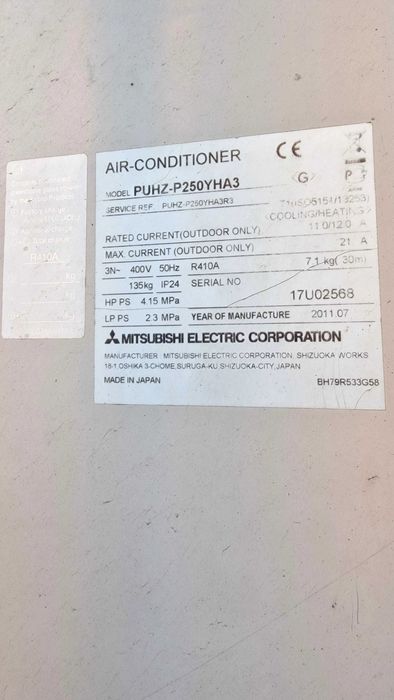 AIR-CONDITIONER CE
MODEL PUHZ-P250YHA3 <G> P
SERVICE REF. PUHZ-P250YHA3R3
<COOLING/HEATING>
RATED CURRENT(OUTDOOR ONLY) 11.0/12.0 A
MAX. CURRENT (OUTDOOR ONLY) 21 A
3N~ 400V 50Hz R410A 7.1 kg( 30m)
135kg IP24 SERIAL NO
HP PS 4.15 MPa 17U02568
LP PS 2.3 MPa YEAR OF MANUFACTURE 2011.07
MITSUBISHI ELECTRIC CORPORATION
MANUFACTURER: MITSUBISHI ELECTRIC CORPORATION SHIZUOKA WORKS
18-1,OSHIKA 3-CHOME,SURUGA-KU,SHIZUOKA-CITY,JAPAN
MADE IN JAPAN BH79R533G58
R410A
kg